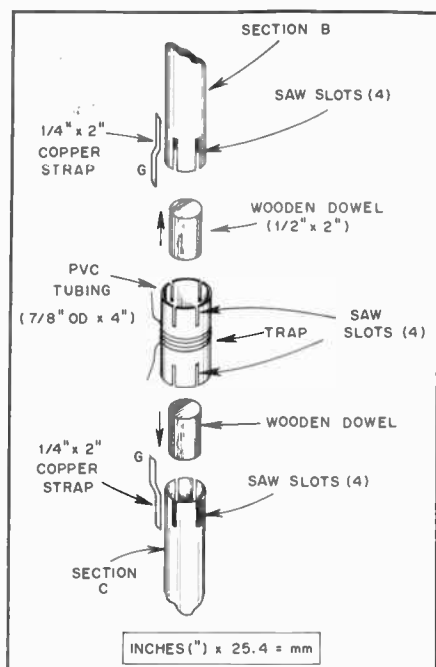 SECTION B
SAW SLOTS (4)
1/4" x 2"
COPPER
STRAP
G
WOODEN DOWEL
(1/2" x 2")
PVC
TUBING
(7/8" OD x 4")
SAW
SLOTS (4)
TRAP
WOODEN DOWEL
G
1/4" x 2"
COPPER
STRAP
SAW SLOTS (4)
SECTION
C
INCHES (") x 25.4 = mm